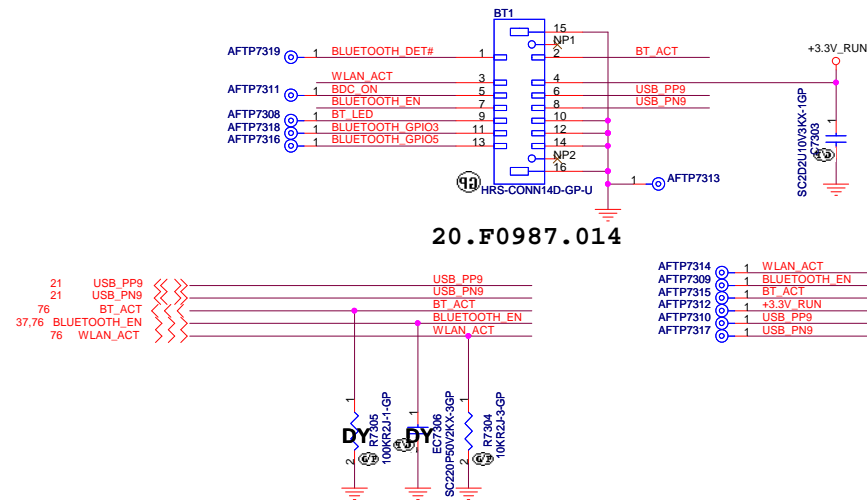 BT1
15
NP1
AFTP7319 1 BLUETOOTH_DET# 1 2 BT_ACT
+3.3V_RUN
WLAN_ACT 3 4
AFTP7311 1 BDC_ON 5 6 USB_PP9
BLUETOOTH_EN 7 8 USB_PN9
AFTP7308 1 BT_LED 9 10
AFTP7318 1 BLUETOOTH_GPIO3 11 12
AFTP7316 1 BLUETOOTH_GPIO5 13 14
NP2
16
HRS-CONN14D-GP-U
1 AFTP7313
1
2
C7303
SC2D2U10V3KX-1GP
20.F0987.014
21 USB_PP9 USB_PP9
21 USB_PN9 USB_PN9
76 BT_ACT BT_ACT
37,76 BLUETOOTH_EN BLUETOOTH_EN
76 WLAN_ACT WLAN_ACT
AFTP7314 1 WLAN_ACT
AFTP7309 1 BLUETOOTH_EN
AFTP7315 1 BT_ACT
AFTP7312 1 +3.3V_RUN
AFTP7310 1 USB_PP9
AFTP7317 1 USB_PN9
1
2
DY
R7305
100KR2J-1-GP
1
2
DY
EC7306
SC220P50V2KX-3GP
1
2
R7304
10KR2J-3-GP